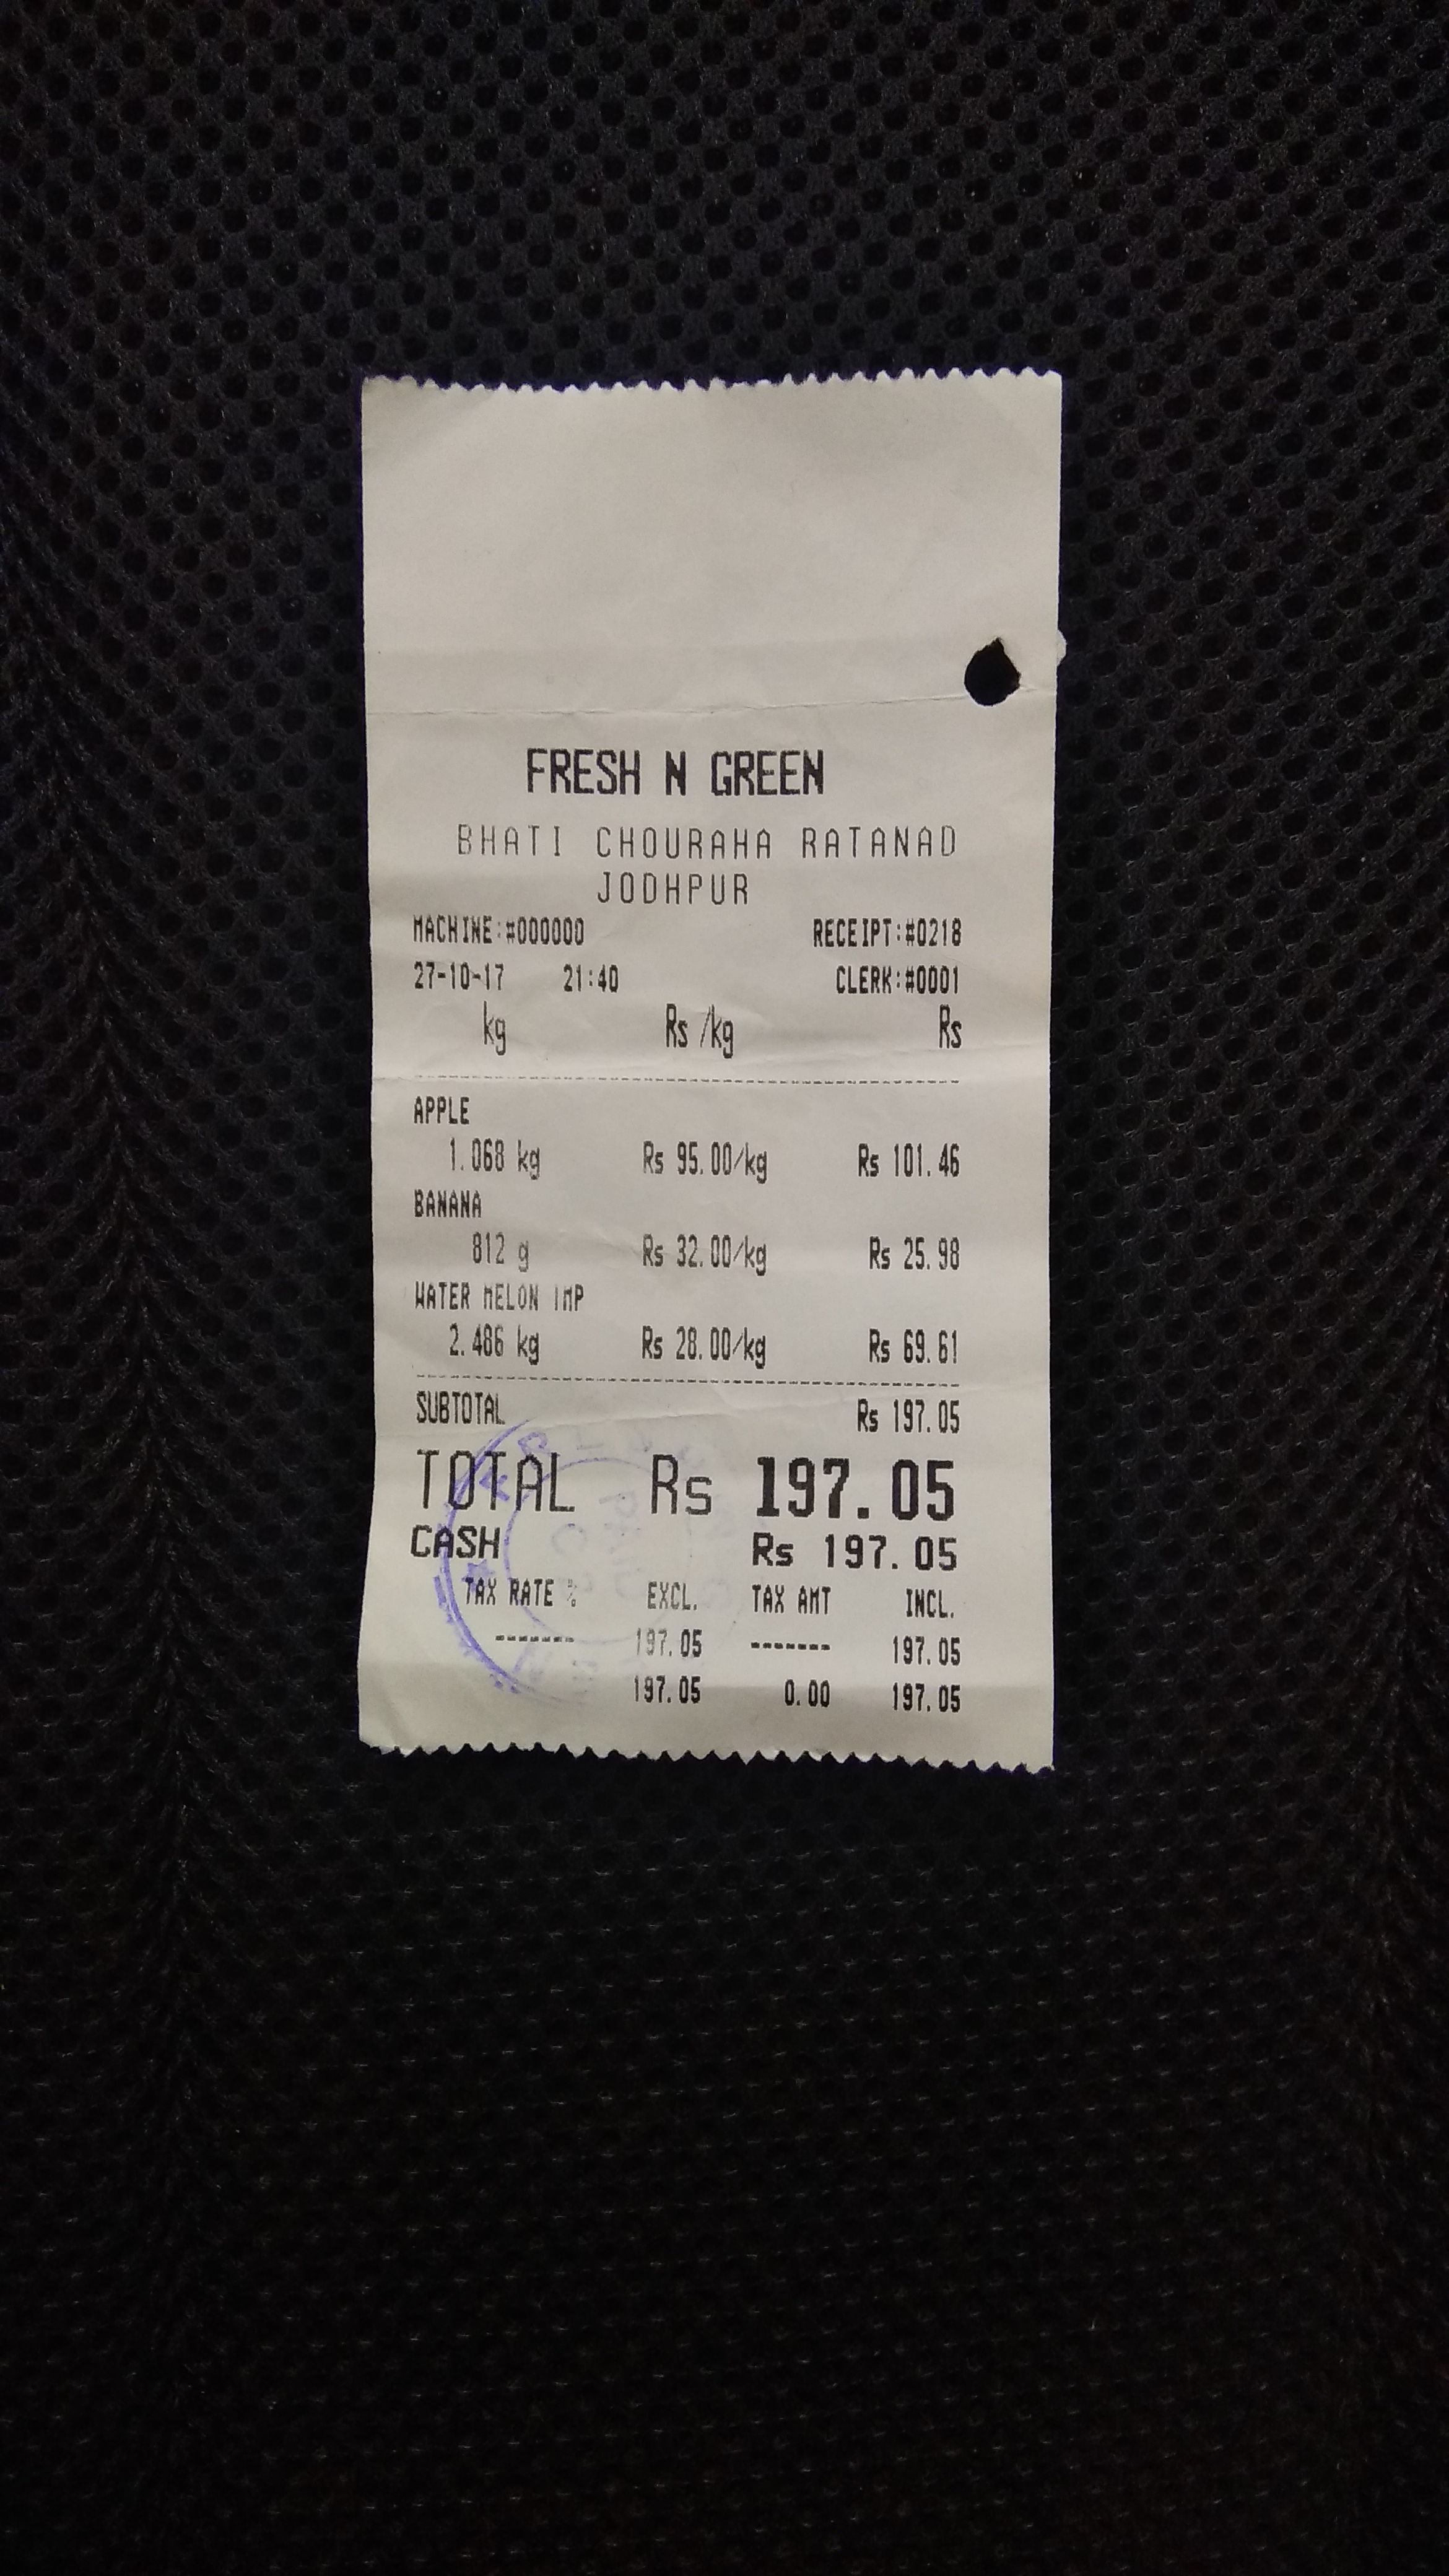 FRESH N GREEN
BHATI CHOURAHA RATANAD
JODHPUR
MACHINE:#000000 RECEIPT:#0218
27-10-17 21:40 CLERK:#0001
kg Rs /kg Rs
APPLE
1.068 kg Rs 95.00/kg Rs 101.46
BANANA
812 g Rs 32.00/kg Rs 25.98
WATER MELON IMP
2.486 kg Rs 28.00/kg Rs 69.61
SUBTOTAL Rs 197.05
TOTAL Rs 197.05
CASH Rs 197.05
TAX RATE % EXCL. TAX AMT INCL.
------- 197.05 ------- 197.05
197.05 0.00 197.05